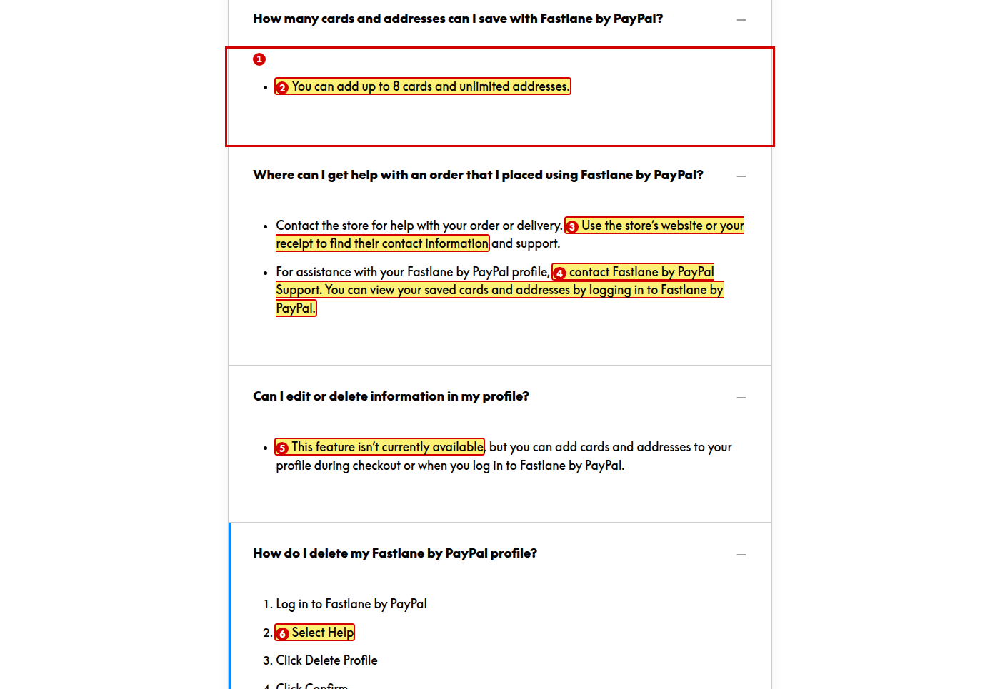 How many cards and addresses can I save with Fastlane by PayPal?
1
• 2 You can add up to 8 cards and unlimited addresses.
Where can I get help with an order that I placed using Fastlane by PayPal?
• Contact the store for help with your order or delivery. 3 Use the store’s website or your
receipt to find their contact information and support.
• For assistance with your Fastlane by PayPal profile, 4 contact Fastlane by PayPal
Support. You can view your saved cards and addresses by logging in to Fastlane by
PayPal.
Can I edit or delete information in my profile?
• 5 This feature isn’t currently available, but you can add cards and addresses to your
profile during checkout or when you log in to Fastlane by PayPal.
How do I delete my Fastlane by PayPal profile?
1. Log in to Fastlane by PayPal
2. 6 Select Help
3. Click Delete Profile
4. Click Confirm